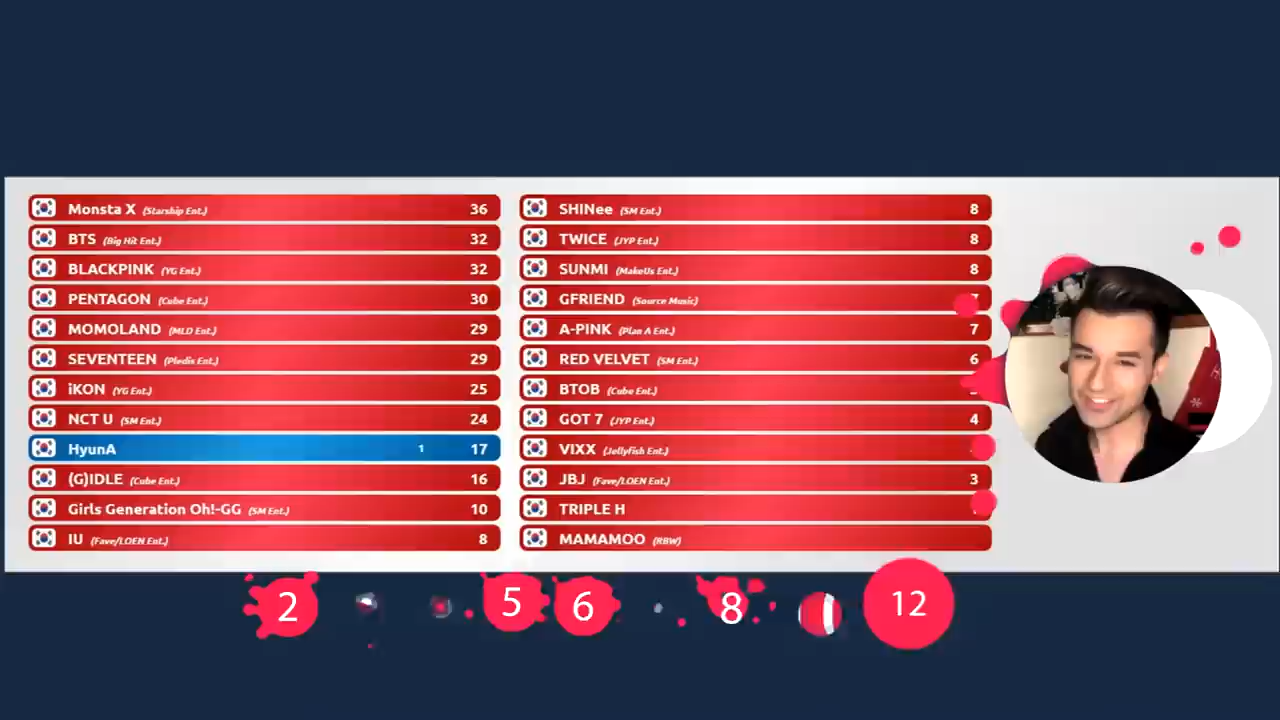 Monsta X (Starship Ent.) 36
BTS (Big Hit Ent.) 32
BLACKPINK (YG Ent.) 32
PENTAGON (Cube Ent.) 30
MOMOLAND (MLD Ent.) 29
SEVENTEEN (Pledis Ent.) 29
iKON (YG Ent.) 25
NCT U (SM Ent.) 24
HyunA 1 17
(G)IDLE (Cube Ent.) 16
Girls Generation Oh!-GG (SM Ent.) 10
IU (Fave/LOEN Ent.) 8
SHINee (SM Ent.) 8
TWICE (JYP Ent.) 8
SUNMI (MakeUs Ent.) 8
GFRIEND (Source Music)
A-PINK (Plan A Ent.) 7
RED VELVET (SM Ent.) 6
BTOB (Cube Ent.)
GOT 7 (JYP Ent.) 4
VIXX (Jellyfish Ent.)
JBJ (Fave/LOEN Ent.) 3
TRIPLE H
MAMAMOO (RBW)
2 5 6 8 12